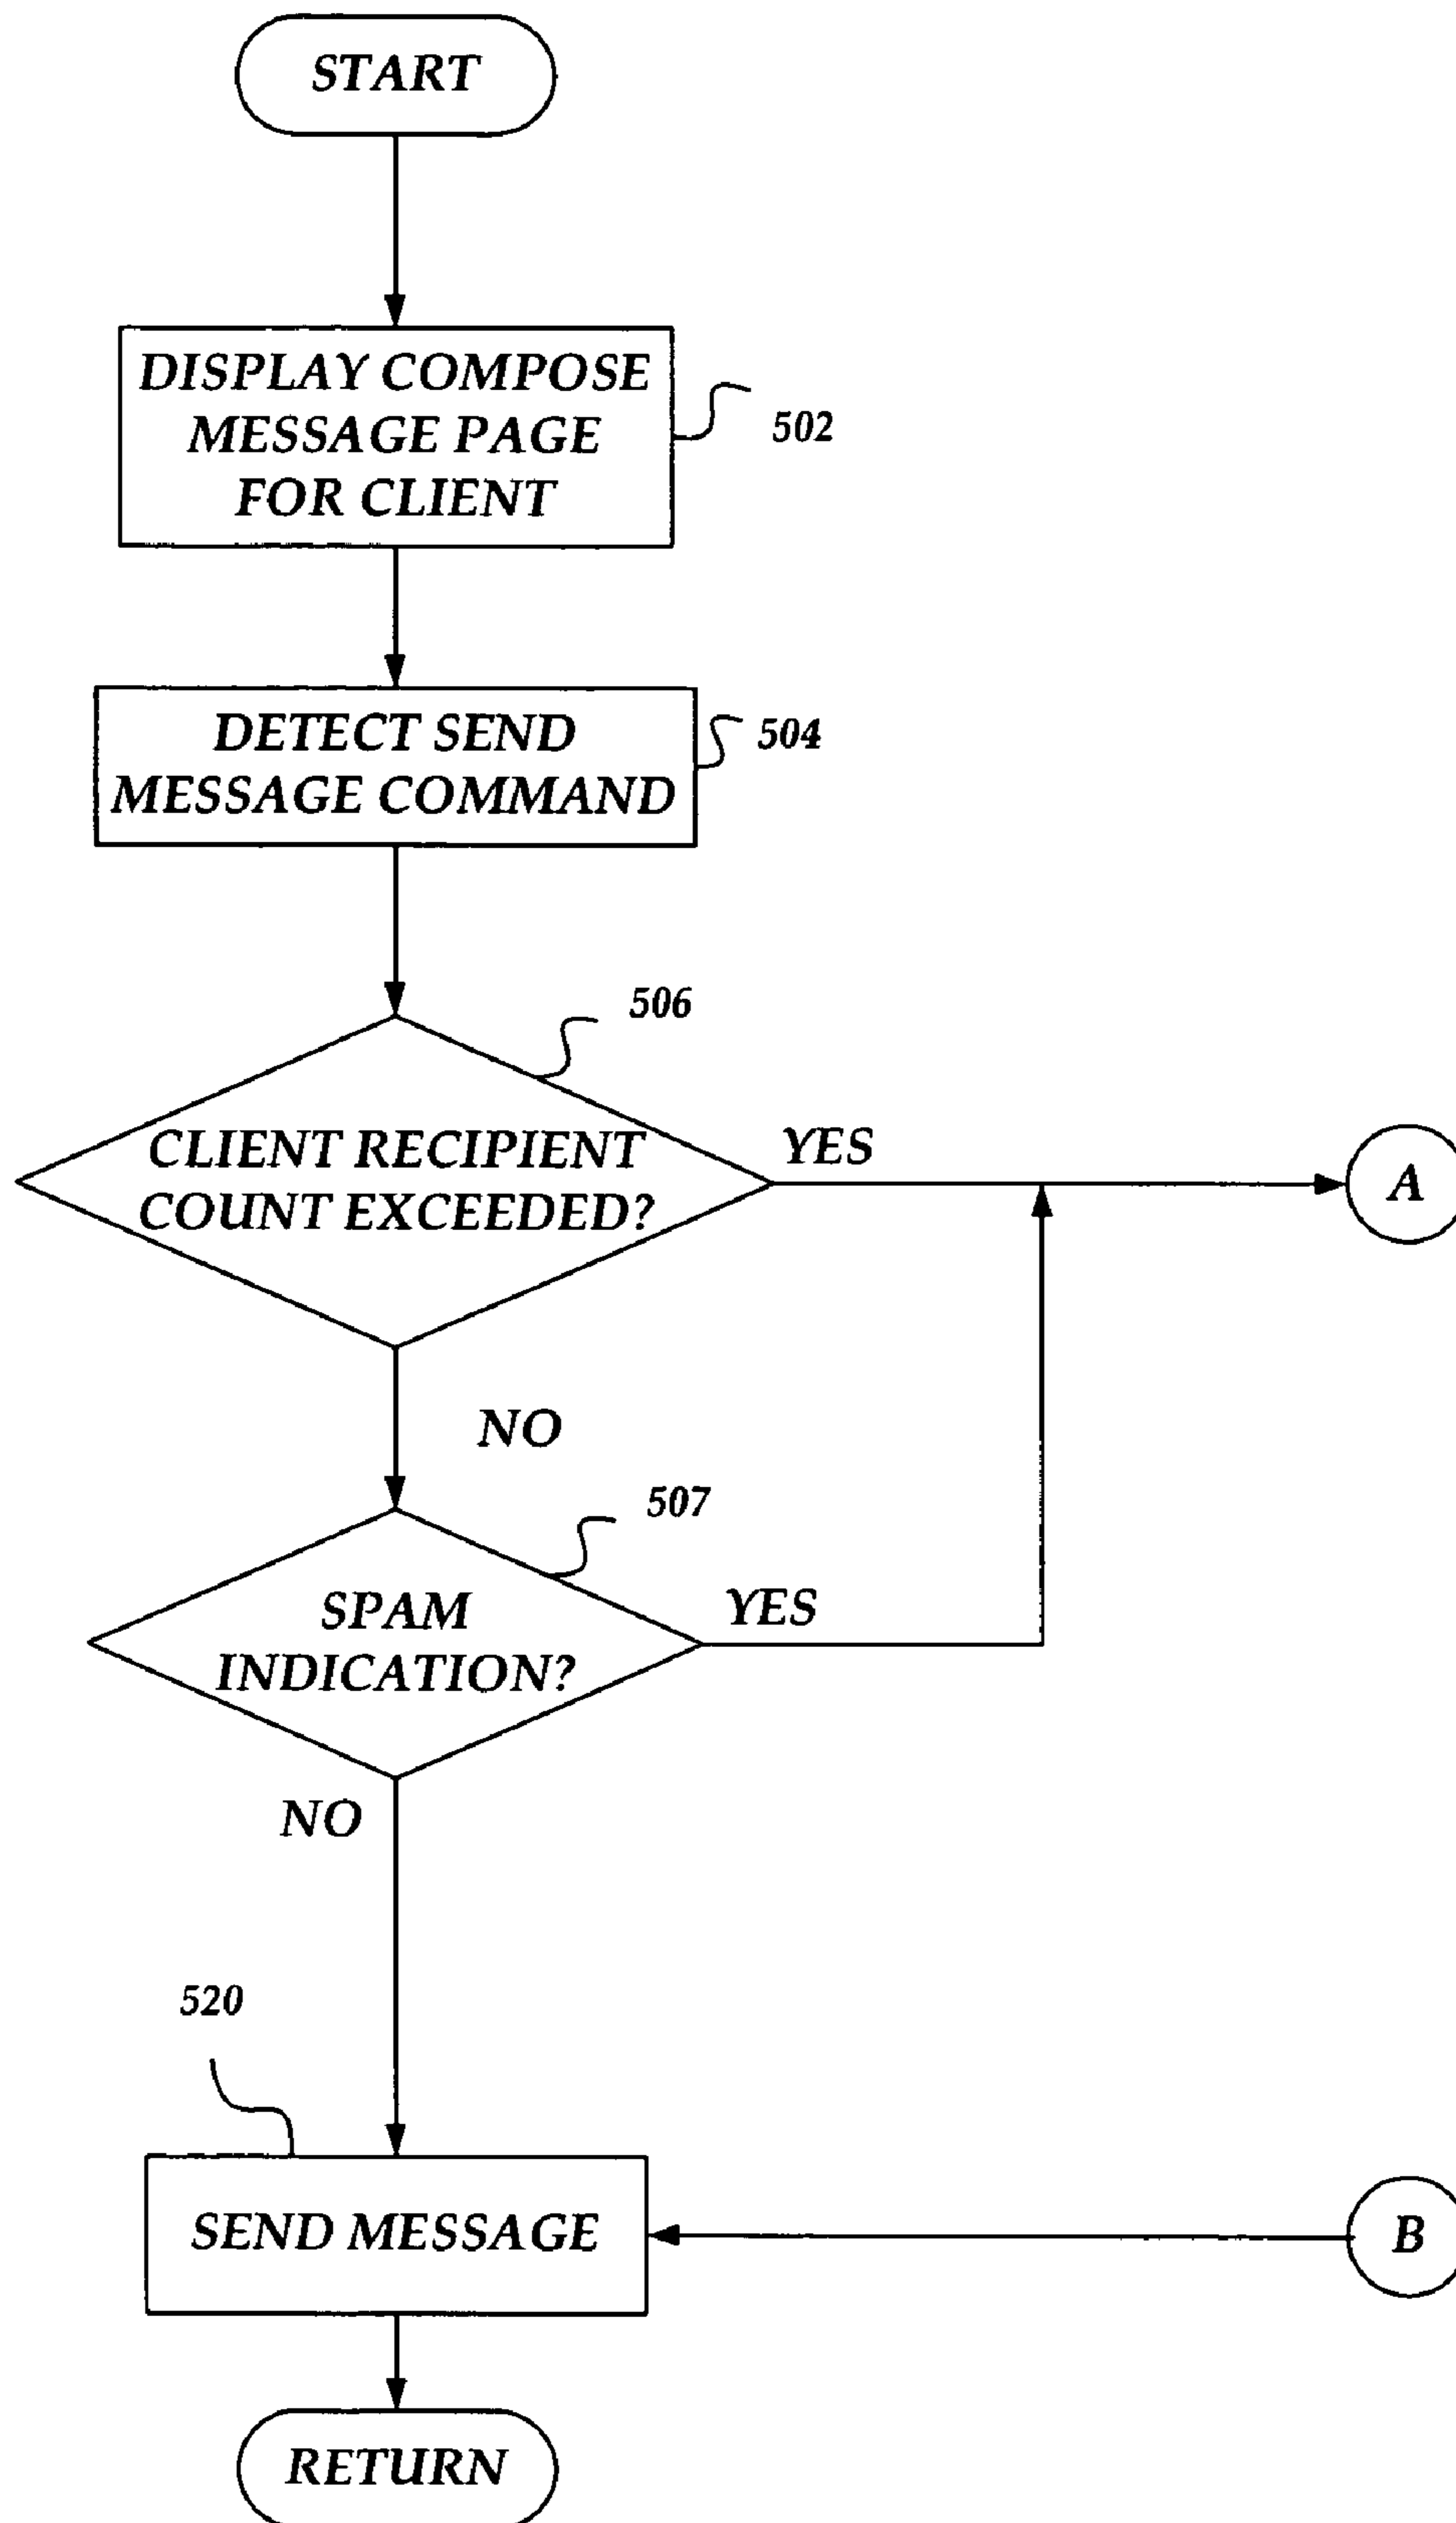 START
DISPLAY COMPOSE
MESSAGE PAGE
FOR CLIENT
502
DETECT SEND
MESSAGE COMMAND
504
506
CLIENT RECIPIENT
COUNT EXCEEDED?
YES
A
NO
507
SPAM
INDICATION?
YES
NO
520
SEND MESSAGE
B
RETURN